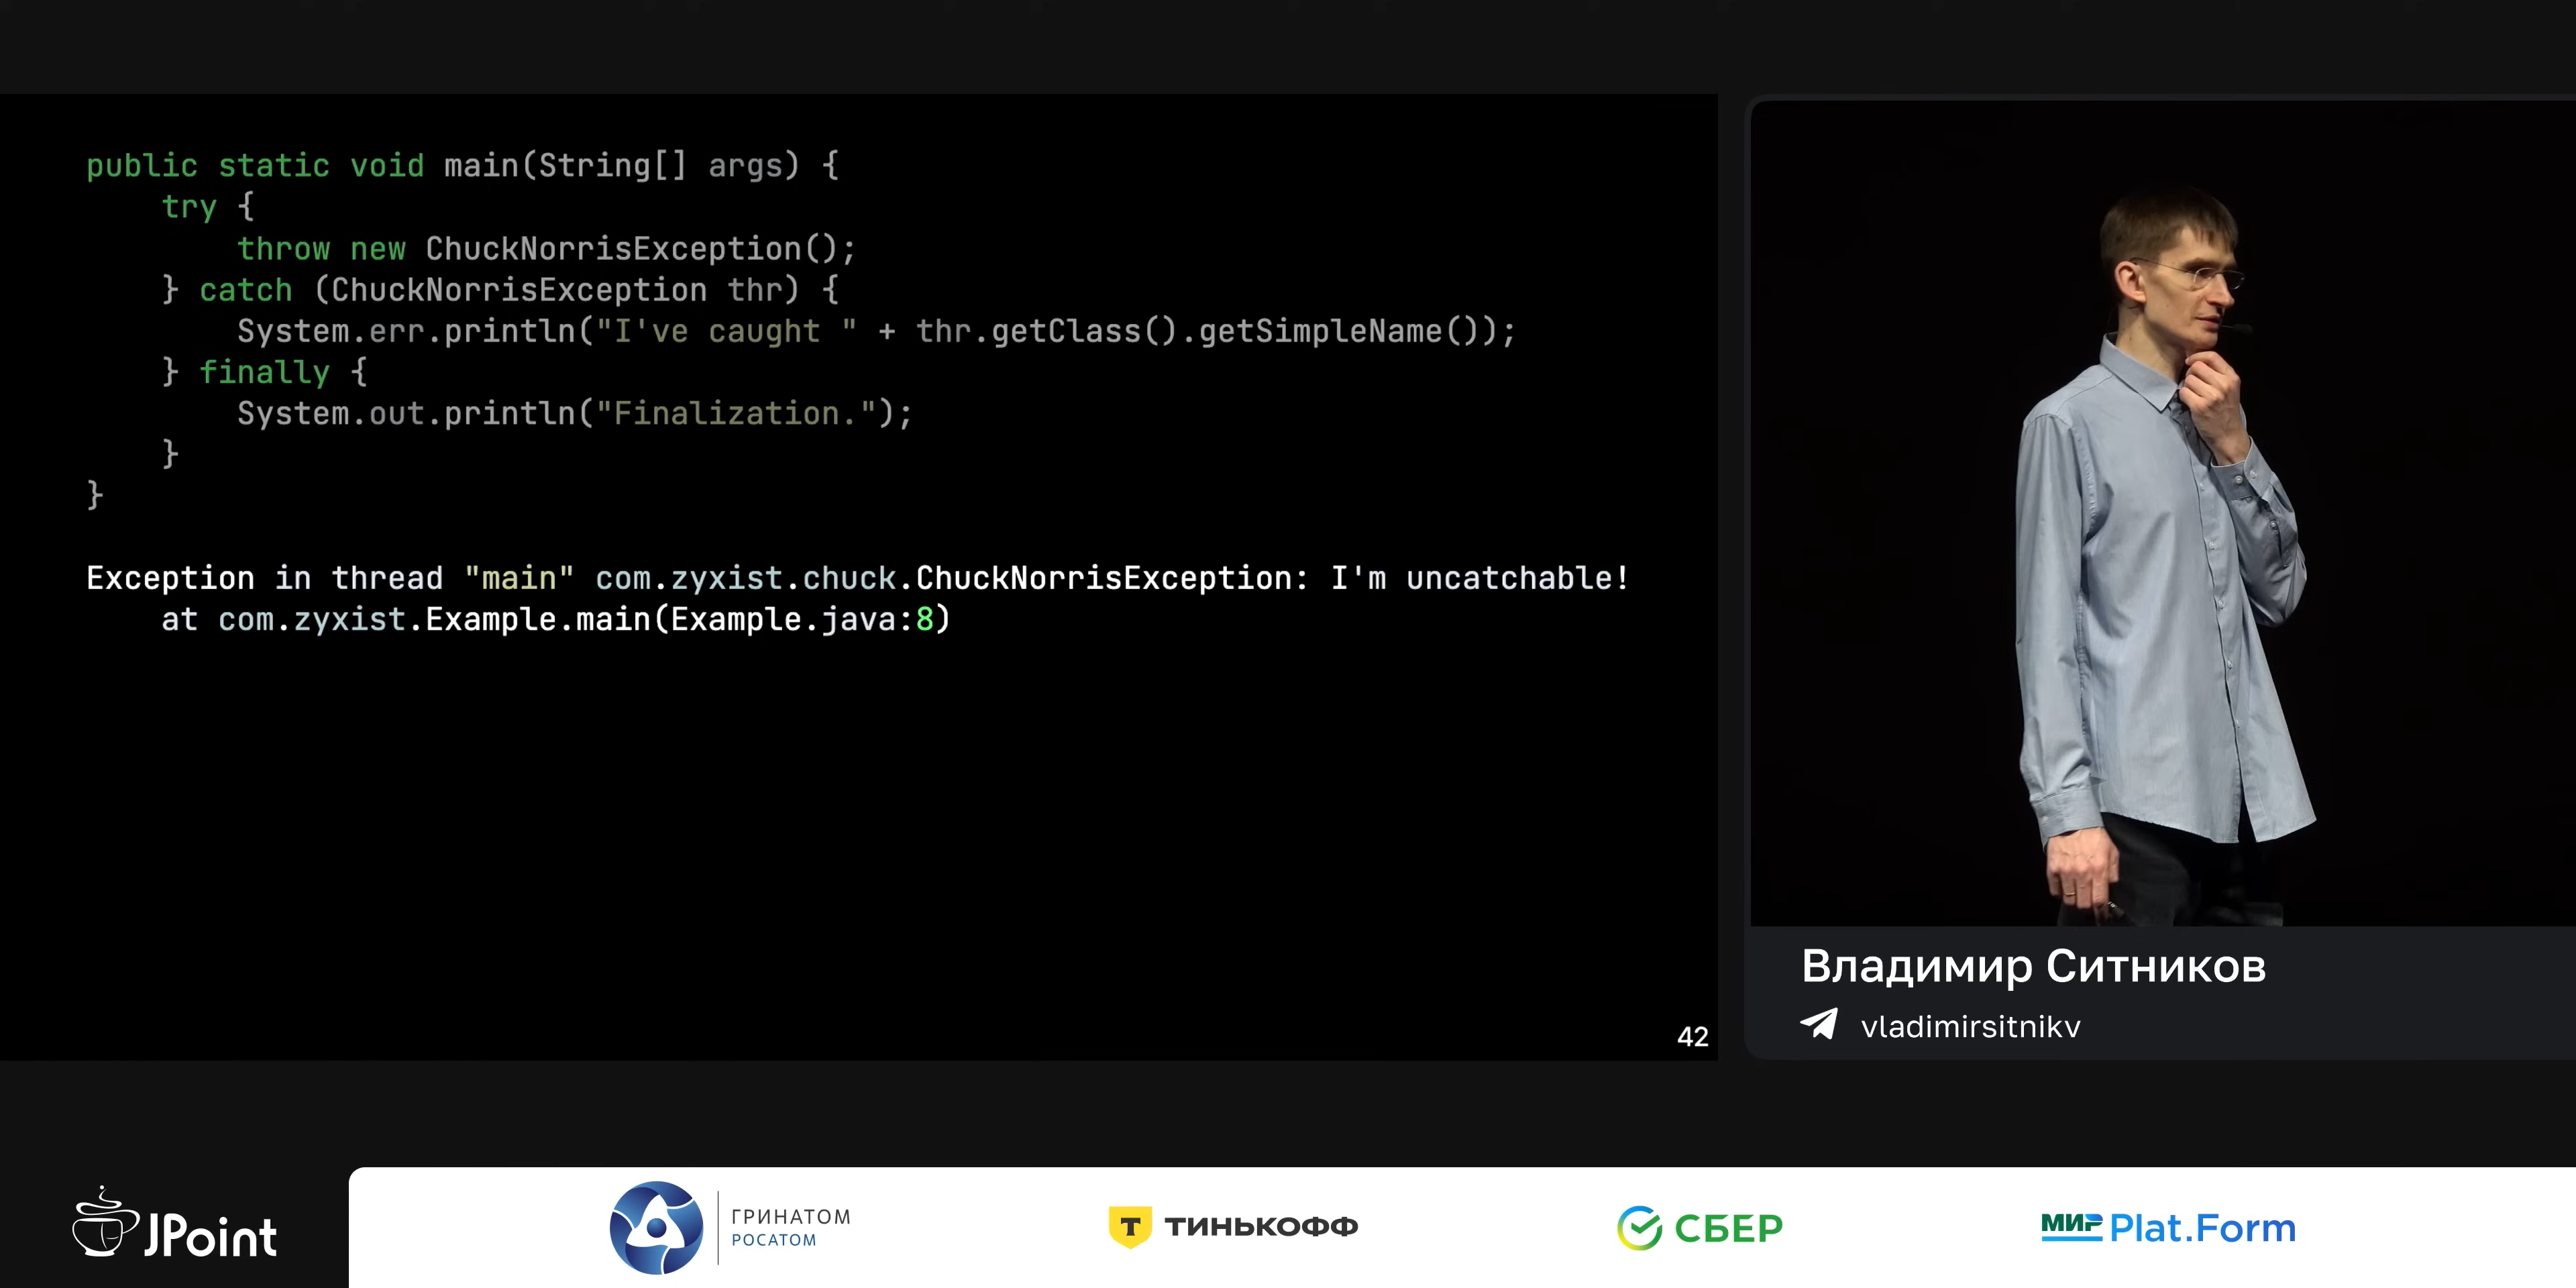 public static void main(String[] args) {
    try {
        throw new ChuckNorrisException();
    } catch (ChuckNorrisException thr) {
        System.err.println("I've caught " + thr.getClass().getSimpleName());
    } finally {
        System.out.println("Finalization.");
    }
}
Exception in thread "main" com.zyxist.chuck.ChuckNorrisException: I'm uncatchable!
    at com.zyxist.Example.main(Example.java:8)
42
Владимир Ситников
vladimirsitnikv
JPoint
ГРИНАТОМ
РОСАТОМ
Т ТИНЬКОФФ
СБЕР
МИР Plat.Form